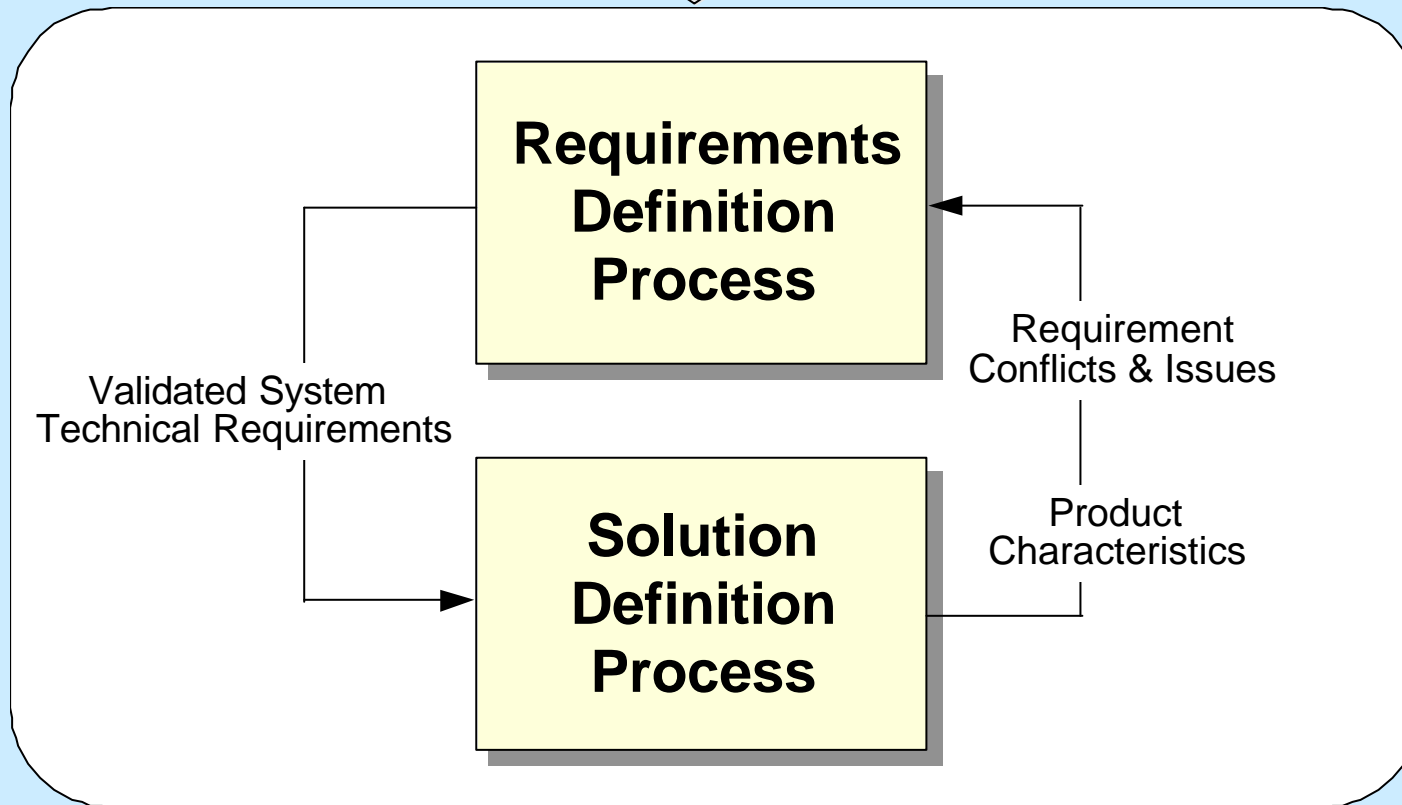 Requirements
Definition
Process
Requirement
Conflicts & Issues
Validated System
Technical Requirements
Product
Characteristics
Solution
Definition
Process